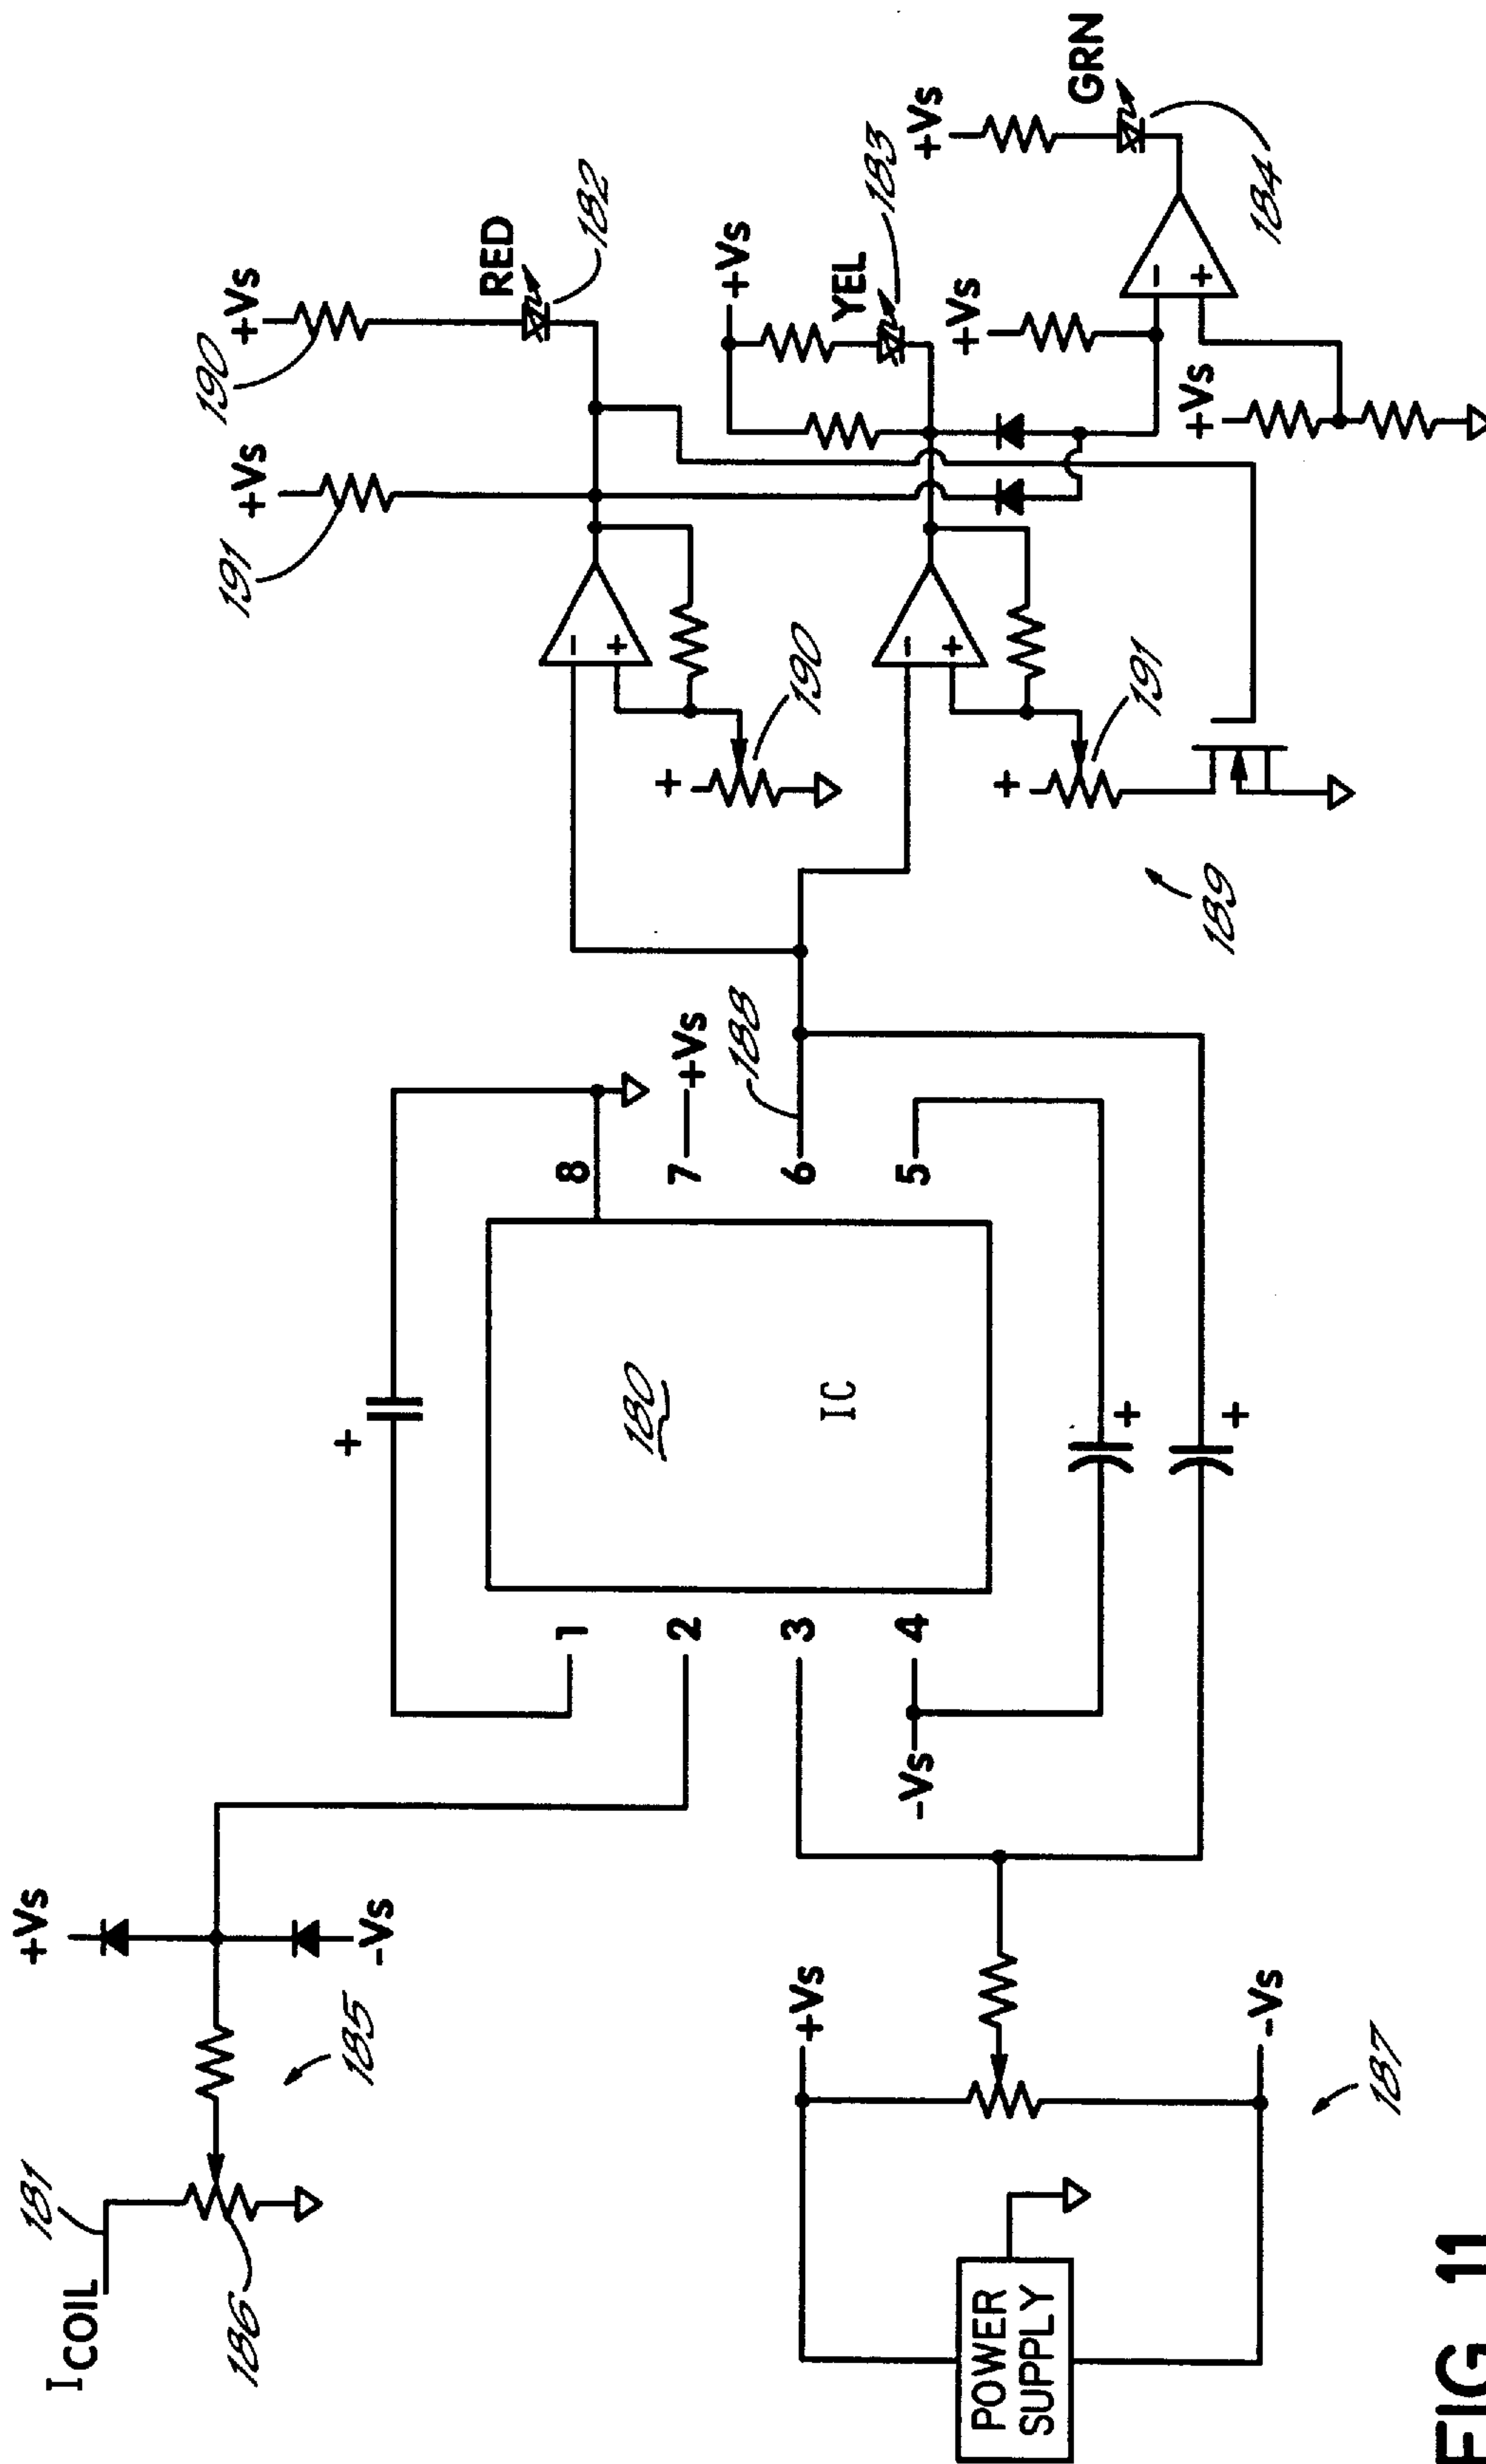 I COIL
181
186
185
+Vs
-Vs
POWER
SUPPLY
+Vs
-Vs
187
1
2
3
4
-Vs
+
180
IC
+
+
8
7
6
5
+Vs
188
+
190
-
+
+
191
-
+
189
191
+Vs
190
+Vs
RED
182
+Vs
YEL
183
+Vs
+Vs
-
+
+Vs
GRN
184
FIG. 11